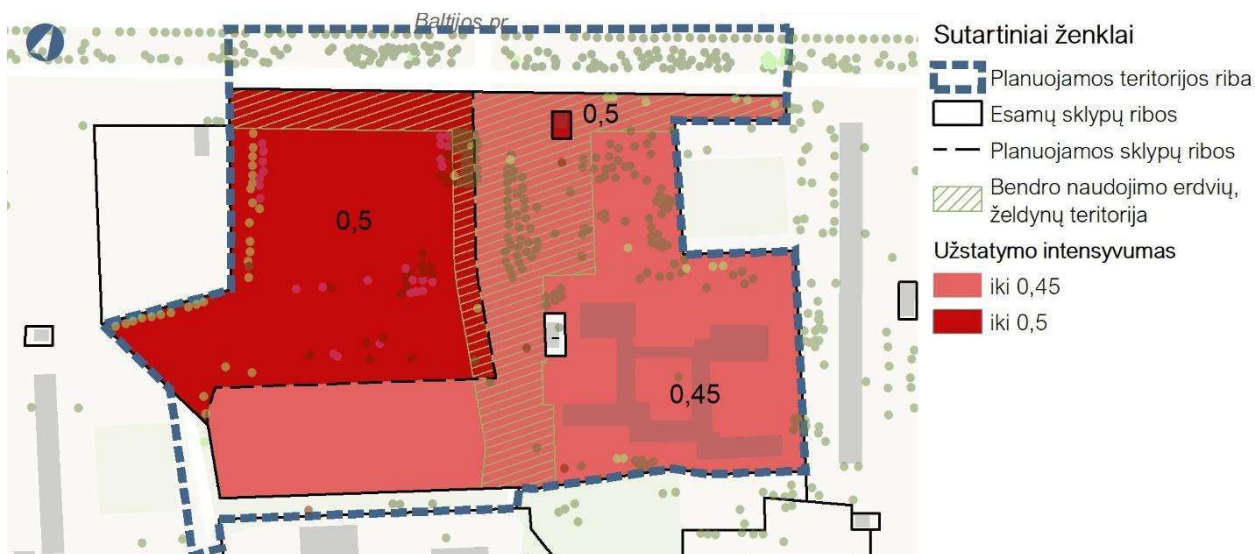 Baltijos pr
0,5
0,5
0,45
Sutartiniai ženklai
Planuojamos teritorijos riba
Esamų sklypų ribos
Planuojamos sklypų ribos
Bendro naudojimo erdvių,
želdynų teritorija
Užstatymo intensyvumas
iki 0,45
iki 0,5